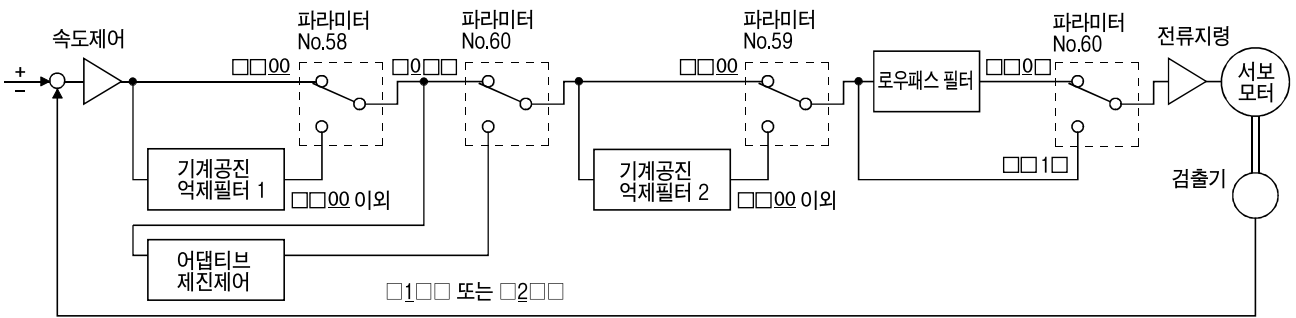 속도제어
파라미터
No.58
파라미터
No.60
파라미터
No.59
파라미터
No.60
전류지령
+
−
□□00
□0□□
□□00
로우패스 필터
□□0□
서보
모터
기계공진
억제필터 1
□□00 이외
기계공진
억제필터 2
□□00 이외
□□1□
검출기
어댑티브
제진제어
□1□□ 또는 □2□□